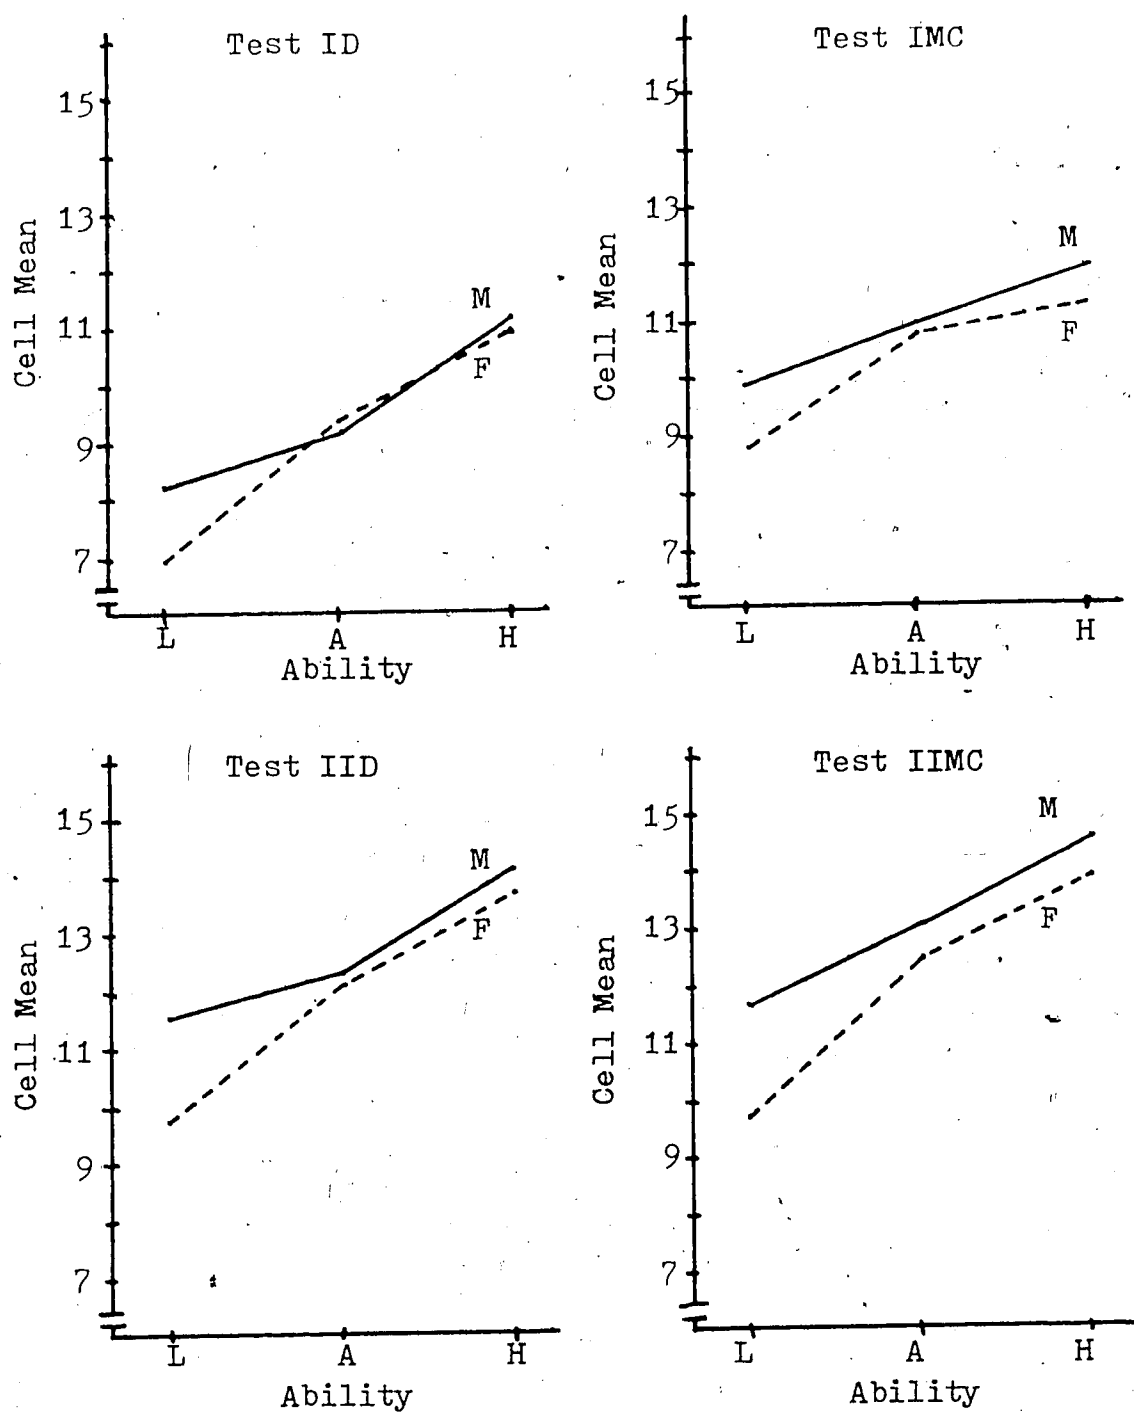 Test ID
15
13
11
9
7
Cell Mean
M
F
L A H
Ability
Test IMC
15
13
11
9
7
Cell Mean
M
F
L A H
Ability
Test IID
15
13
11
9
7
Cell Mean
M
F
L A H
Ability
Test IIMC
15
13
11
9
7
Cell Mean
M
F
L A H
Ability